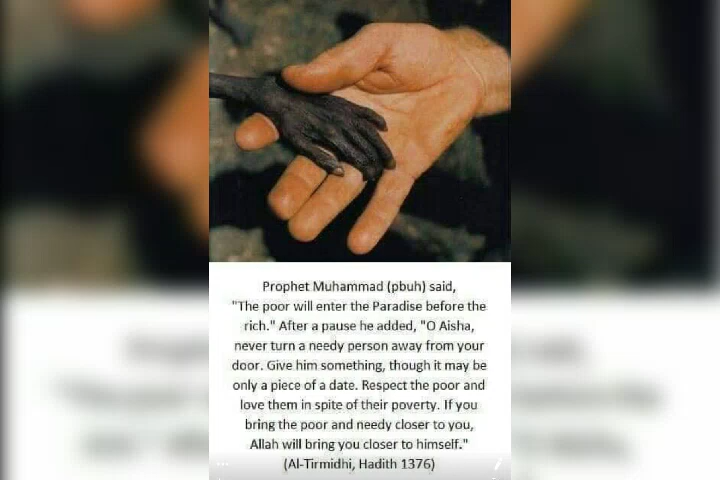 Prophet Muhammad (pbuh) said,
"The poor will enter the Paradise before the
rich." After a pause he added, "O Aisha,
never turn a needy person away from your
door. Give him something, though it may be
only a piece of a date. Respect the poor and
love them in spite of their poverty. If you
bring the poor and needy closer to you,
Allah will bring you closer to himself."
(Al-Tirmidhi, Hadith 1376)